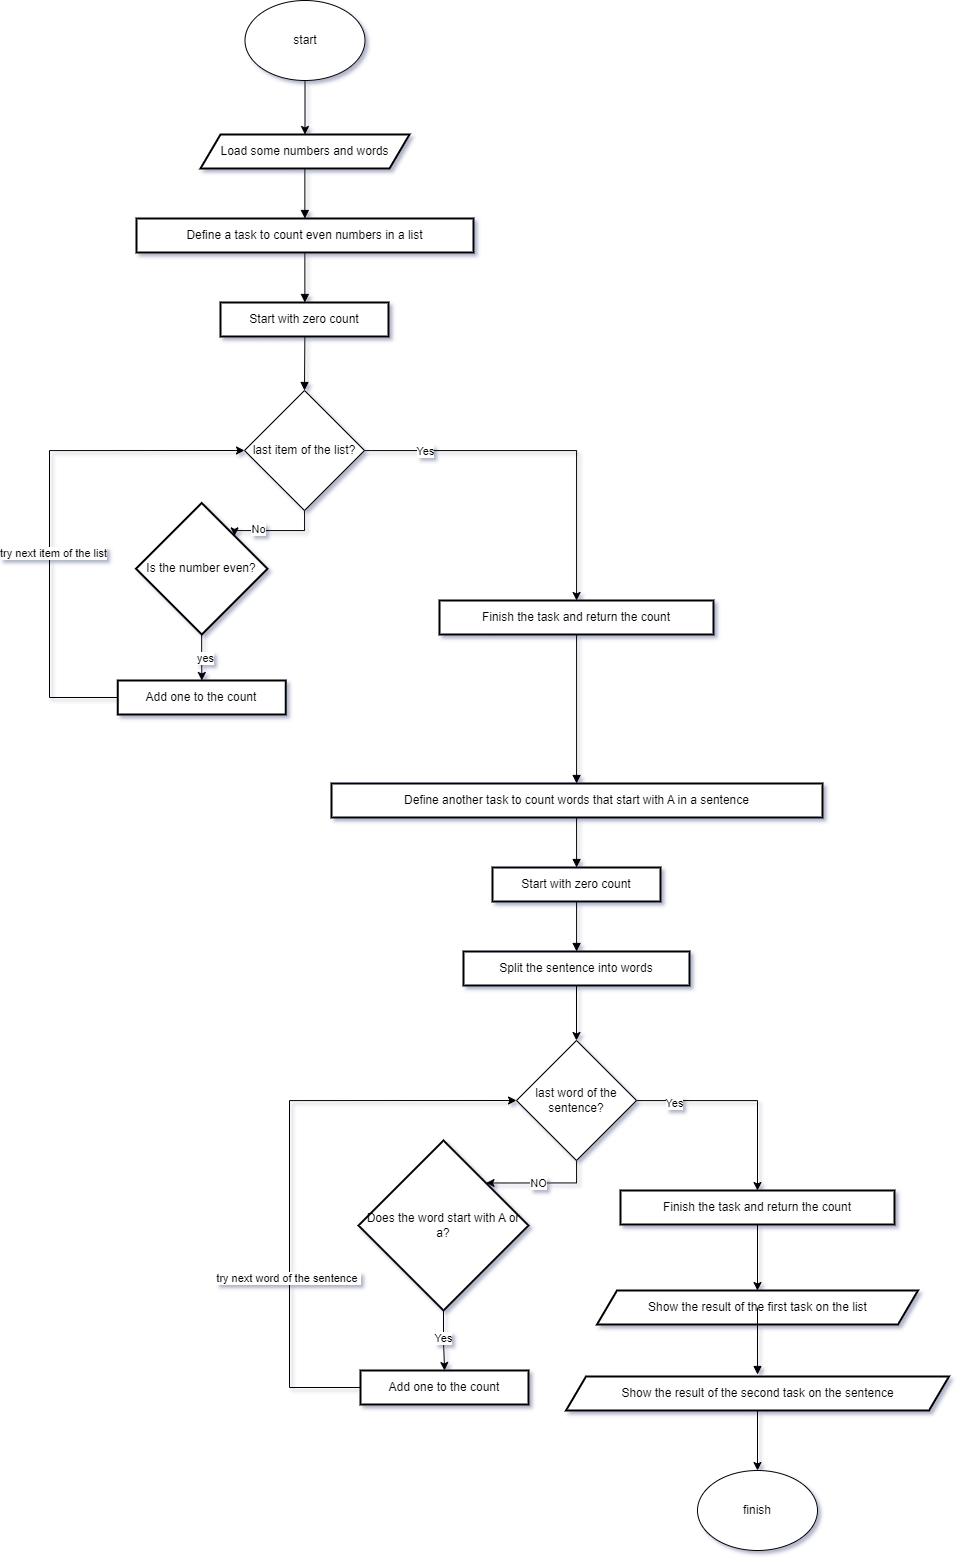 start
Load some numbers and words
Define a task to count even numbers in a list
Start with zero count
last item of the list?
Yes
No
try next item of the list
Is the number even?
yes
Add one to the count
Finish the task and return the count
Define another task to count words that start with A in a sentence
Start with zero count
Split the sentence into words
last word of the
sentence?
Yes
NO
Does the word start with A or
a?
try next word of the sentence
Yes
Add one to the count
Finish the task and return the count
Show the result of the first task on the list
Show the result of the second task on the sentence
finish